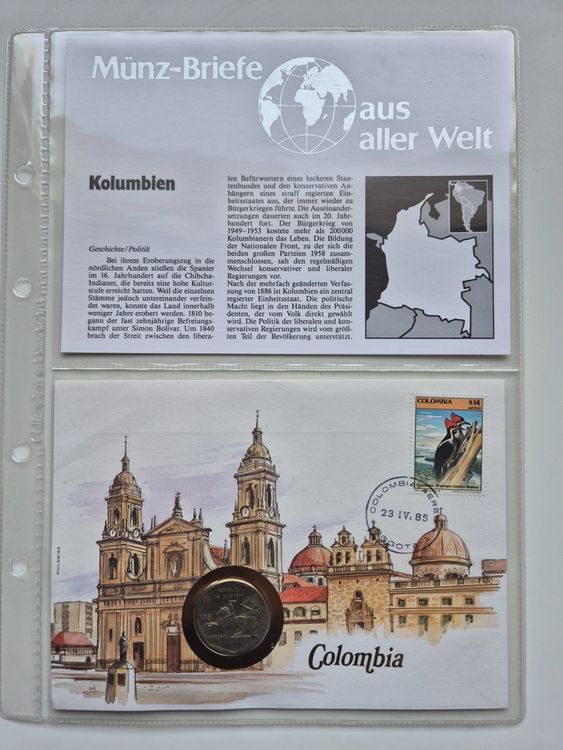 Münz-Briefe
aus
aller Welt
Kolumbien
Geschichte/Politik
Bei ihrem Eroberungszug in die
nördlichen Anden stießen die Spanier
im 16. Jahrhundert auf die Chibcha-
Indianer, die bereits eine hohe Kultur-
stufe erreicht hatten. Weil die einzelnen
Stämme jedoch untereinander verfein-
det waren, konnte das Land innerhalb
weniger Jahre erobert werden. 1810 be-
gann der fast zehnjährige Befreiungs-
kampf unter Simon Bolivar. Um 1840
brach der Streit zwischen den libera-
len Befürwortern eines lockeren Staa-
tenbundes und den konservativen An-
hängern eines straff regierten Ein-
heitsstaates aus, der immer wieder zu
Bürgerkriegen führte. Die Auseinander-
setzungen dauerten auch im 20. Jahr-
hundert fort. Der Bürgerkrieg von
1949–1953 kostete mehr als 200000
Kolumbianern das Leben. Die Bildung
der Nationalen Front, zu der sich die
beiden großen Parteien 1958 zusam-
menschlossen, sah den regelmäßigen
Wechsel konservativer und liberaler
Regierungen vor.
Nach der mehrfach geänderten Verfas-
sung von 1886 ist Kolumbien ein zentral
regierter Einheitsstaat. Die politische
Macht liegt in den Händen des Präsi-
denten, der vom Volk direkt gewählt
wird. Die Politik der liberalen und kon-
servativen Regierungen wird vom größ-
ten Teil der Bevölkerung unterstützt.
COLOMBIA
$14
aéreo
COLOMBIA
23 IV. 85
PHILSWISS
REPUBLICA
DE COLOMBIA
Colombia